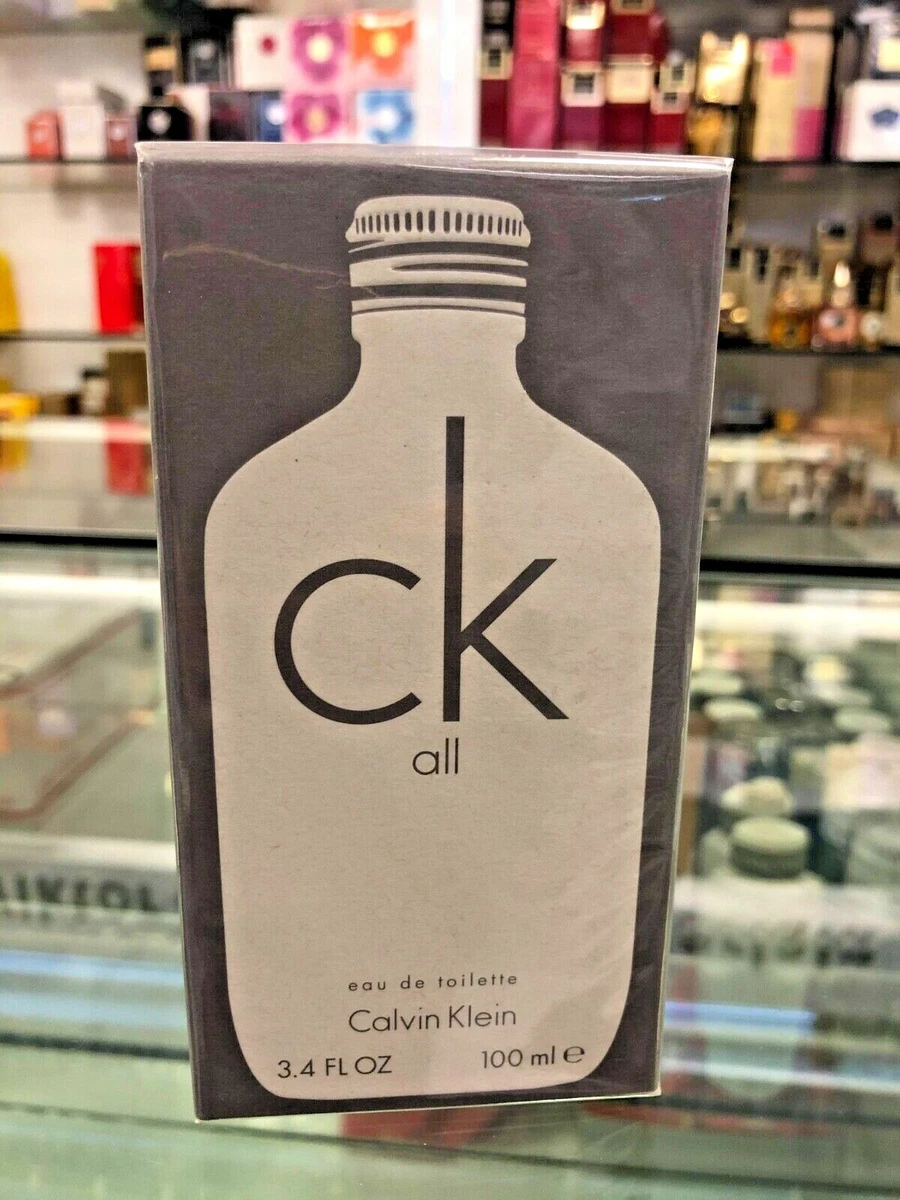 ck
all
eau de toilette
Calvin Klein
3.4 FL OZ 100 ml ℮